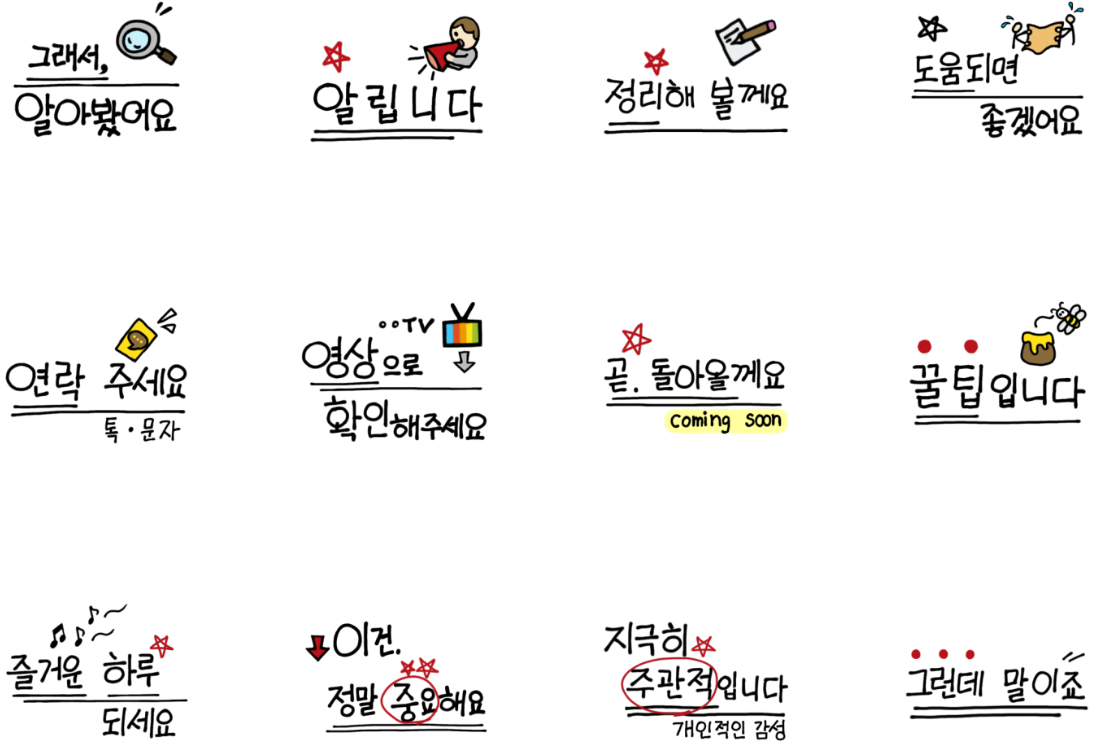 그래서,
알아봤어요
알립니다
정리해 볼께요
도움되면
좋겠어요
연락 주세요
톡·문자
··TV
영상으로
확인해주세요
곧. 돌아올께요
coming soon
꿀팁입니다
즐거운 하루
되세요
이건.
정말 중요해요
지극히
주관적입니다
개인적인 감성
그런데 말이죠